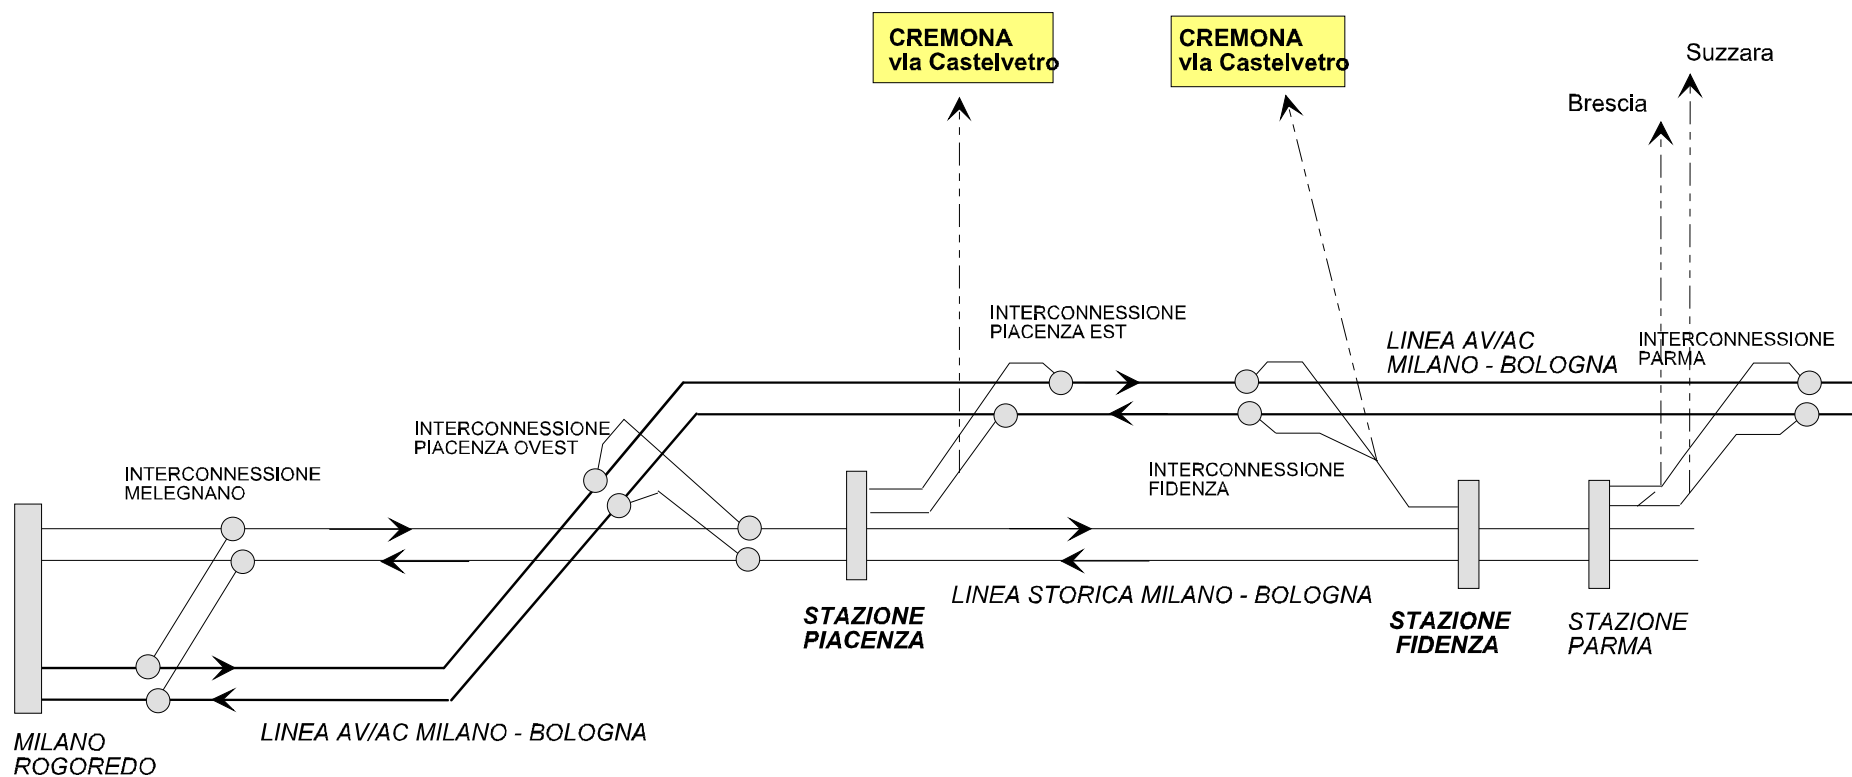 CREMONA
vIa Castelvetro
CREMONA
vIa Castelvetro
Suzzara
Brescia
INTERCONNESSIONE
PIACENZA EST
LINEA AV/AC
MILANO - BOLOGNA
INTERCONNESSIONE
PARMA
INTERCONNESSIONE
PIACENZA OVEST
INTERCONNESSIONE
MELEGNANO
INTERCONNESSIONE
FIDENZA
LINEA STORICA MILANO - BOLOGNA
STAZIONE
PIACENZA
STAZIONE
FIDENZA
STAZIONE
PARMA
LINEA AV/AC MILANO - BOLOGNA
MILANO
ROGOREDO